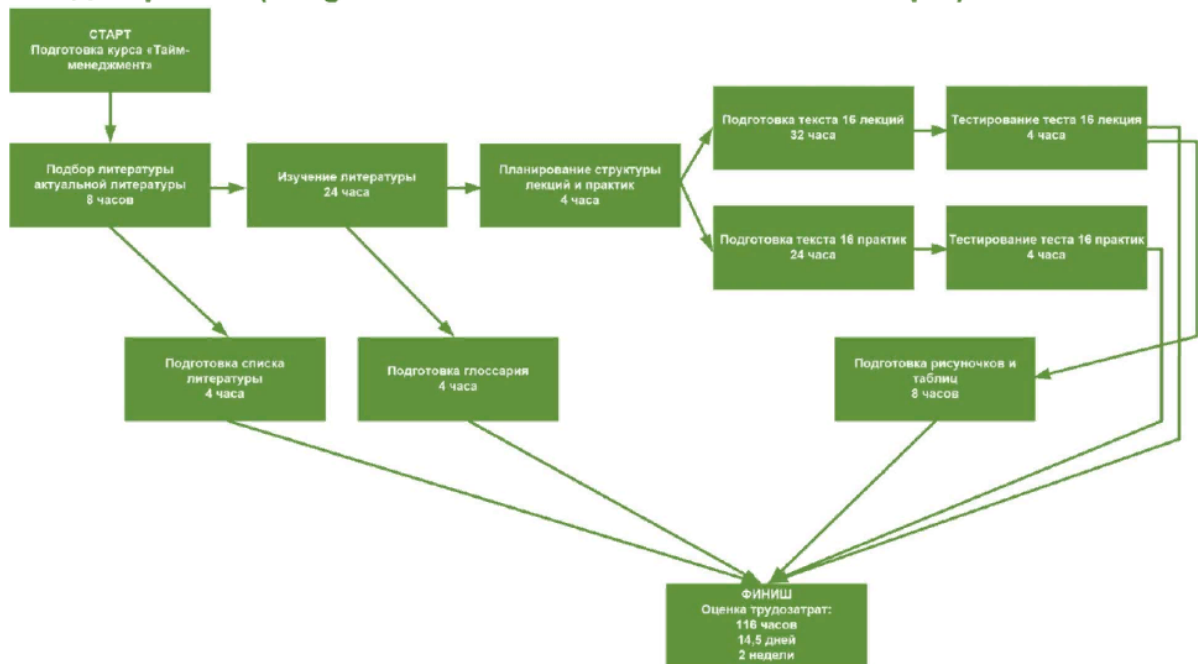 СТАРТ
Подготовка курса «Тайм-
менеджмент»
Подготовка текста 16 лекций
32 часа
Тестирование теста 16 лекция
4 часа
Подбор литературы
актуальной литературы
8 часов
Изучение литературы
24 часа
Планирование структуры
лекций и практик
4 часа
Подготовка текста 16 практик
24 часа
Тестирование теста 16 практик
4 часа
Подготовка списка
литературы
4 часа
Подготовка глоссария
4 часа
Подготовка рисуночков и
таблиц
8 часов
ФИНИШ
Оценка трудозатрат:
116 часов
14,5 дней
2 недели